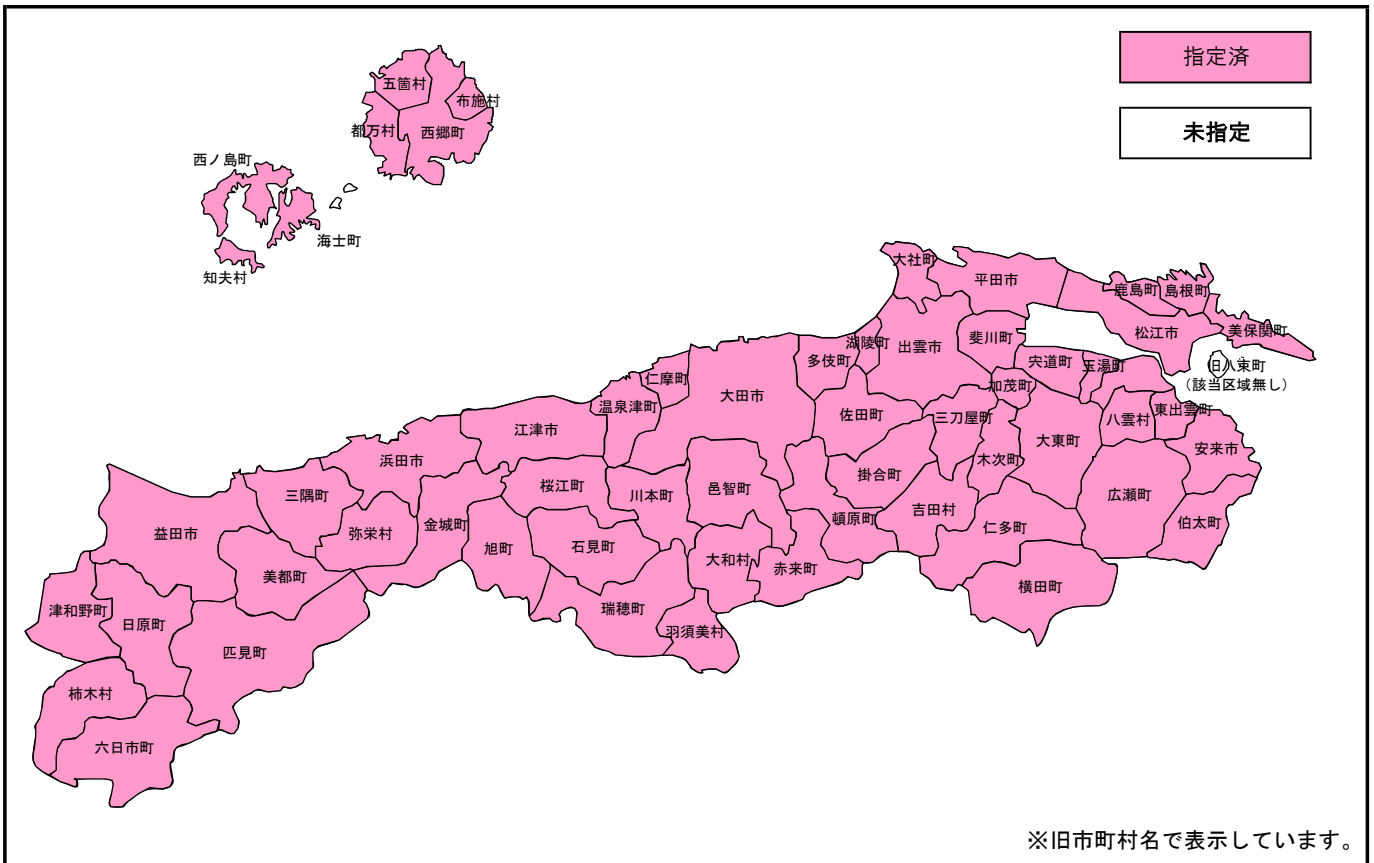 指定済
未指定
五箇村
布施村
都万村
西郷町
西ノ島町
海士町
知夫村
大社町
平田市
鹿島町
島根町
松江市
美保関町
湖陵町
出雲市
斐川町
多伎町
宍道町
玉湯町
旧八束町
（該当区域無し）
仁摩町
大田市
加茂町
温泉津町
佐田町
三刀屋町
八雲村
東出雲町
江津市
大東町
安来市
浜田市
木次町
掛合町
桜江町
川本町
邑智町
広瀬町
三隅町
吉田村
頓原町
伯太町
金城町
弥栄村
仁多町
益田市
旭町
石見町
大和村
赤来町
美都町
横田町
津和野町
瑞穂町
日原町
羽須美村
匹見町
柿木村
六日市町
※旧市町村名で表示しています。